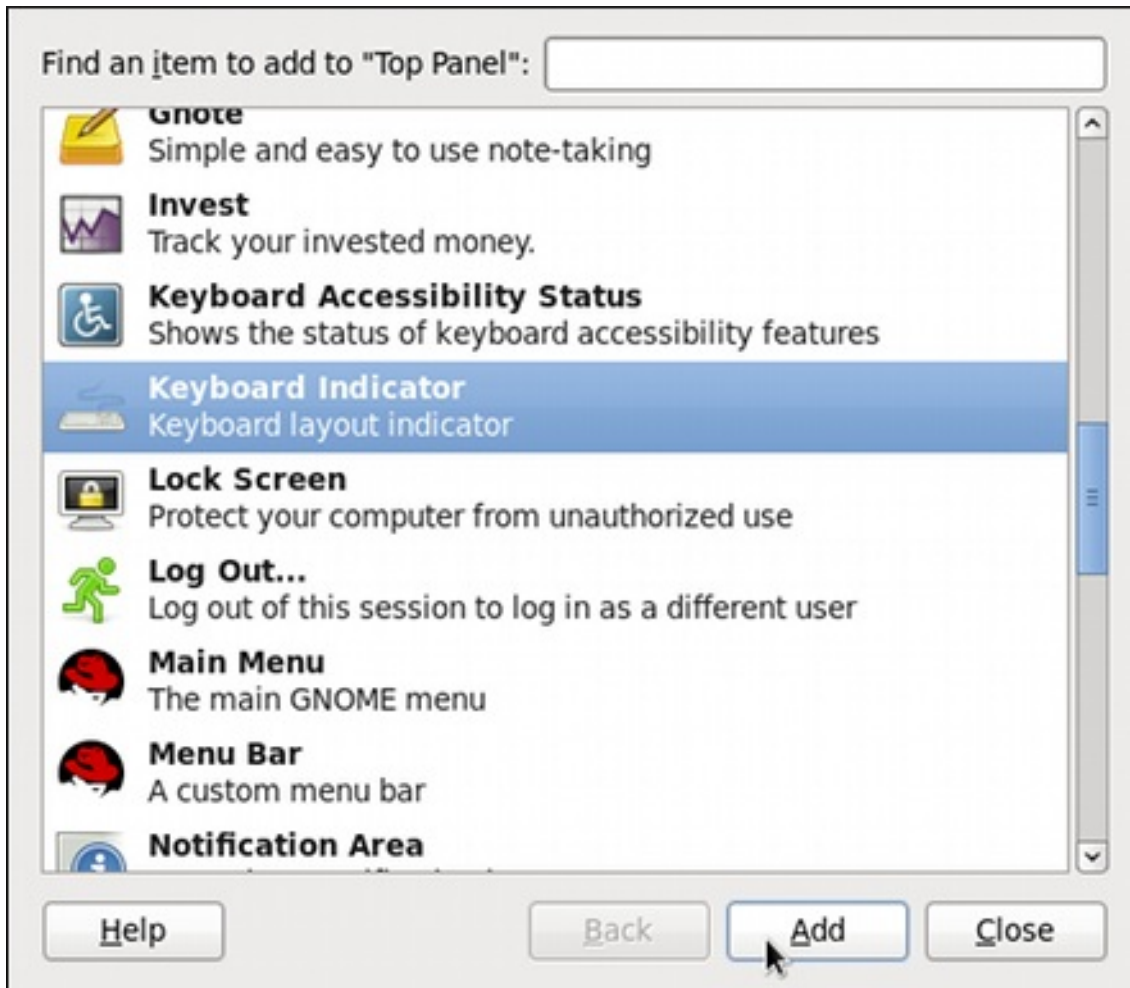 Find an item to add to "Top Panel":
Gnote
Simple and easy to use note-taking
Invest
Track your invested money.
Keyboard Accessibility Status
Shows the status of keyboard accessibility features
Keyboard Indicator
Keyboard layout indicator
Lock Screen
Protect your computer from unauthorized use
Log Out...
Log out of this session to log in as a different user
Main Menu
The main GNOME menu
Menu Bar
A custom menu bar
Notification Area
Help Back Add Close